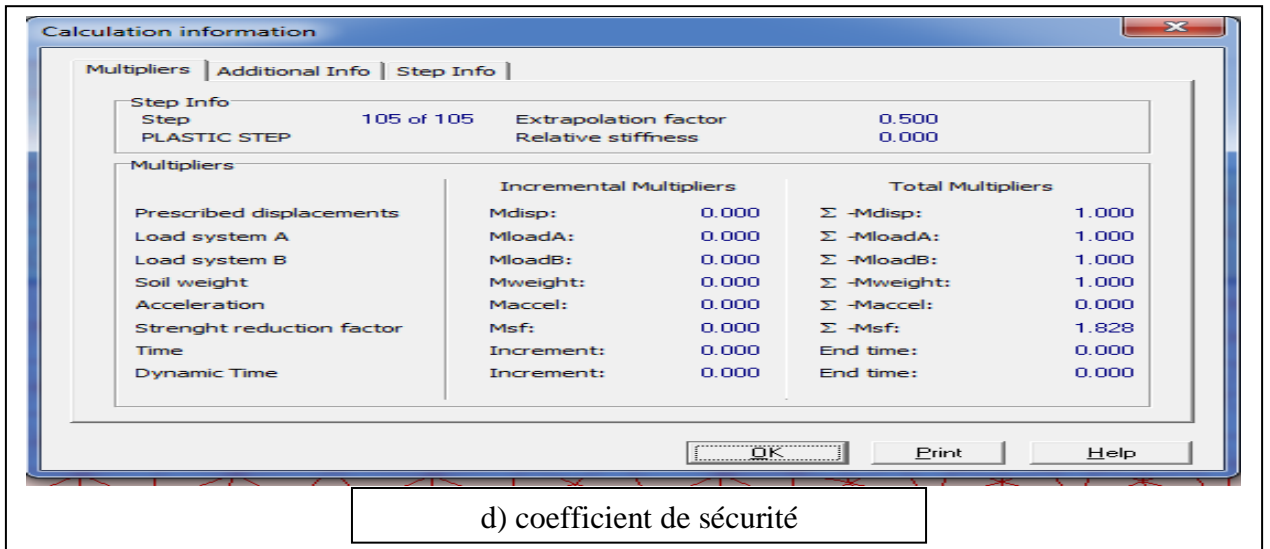 Calculation information
Multipliers Additional Info Step Info
Step Info
Step 105 of 105 Extrapolation factor 0.500
PLASTIC STEP Relative stiffness 0.000
Multipliers
Incremental Multipliers Total Multipliers
Prescribed displacements Mdisp: 0.000 Σ -Mdisp: 1.000
Load system A MloadA: 0.000 Σ -MloadA: 1.000
Load system B MloadB: 0.000 Σ -MloadB: 1.000
Soil weight Mweight: 0.000 Σ -Mweight: 1.000
Acceleration Maccel: 0.000 Σ -Maccel: 0.000
Strenght reduction factor Msf: 0.000 Σ -Msf: 1.828
Time Increment: 0.000 End time: 0.000
Dynamic Time Increment: 0.000 End time: 0.000
OK Print Help
d) coefficient de sécurité